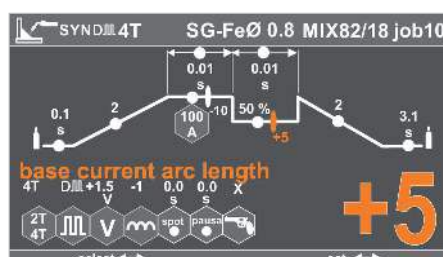 SYND 4T SG-FeØ 0.8 MIX82/18 job10
0.01 0.01
s s
0.1 2 100 -10 50 % 2 3.1
s A +5 s
base current arc length
4T D +1.5 -1 0.0 0.0 X
V s s
2T V spot pausa
4T
+5